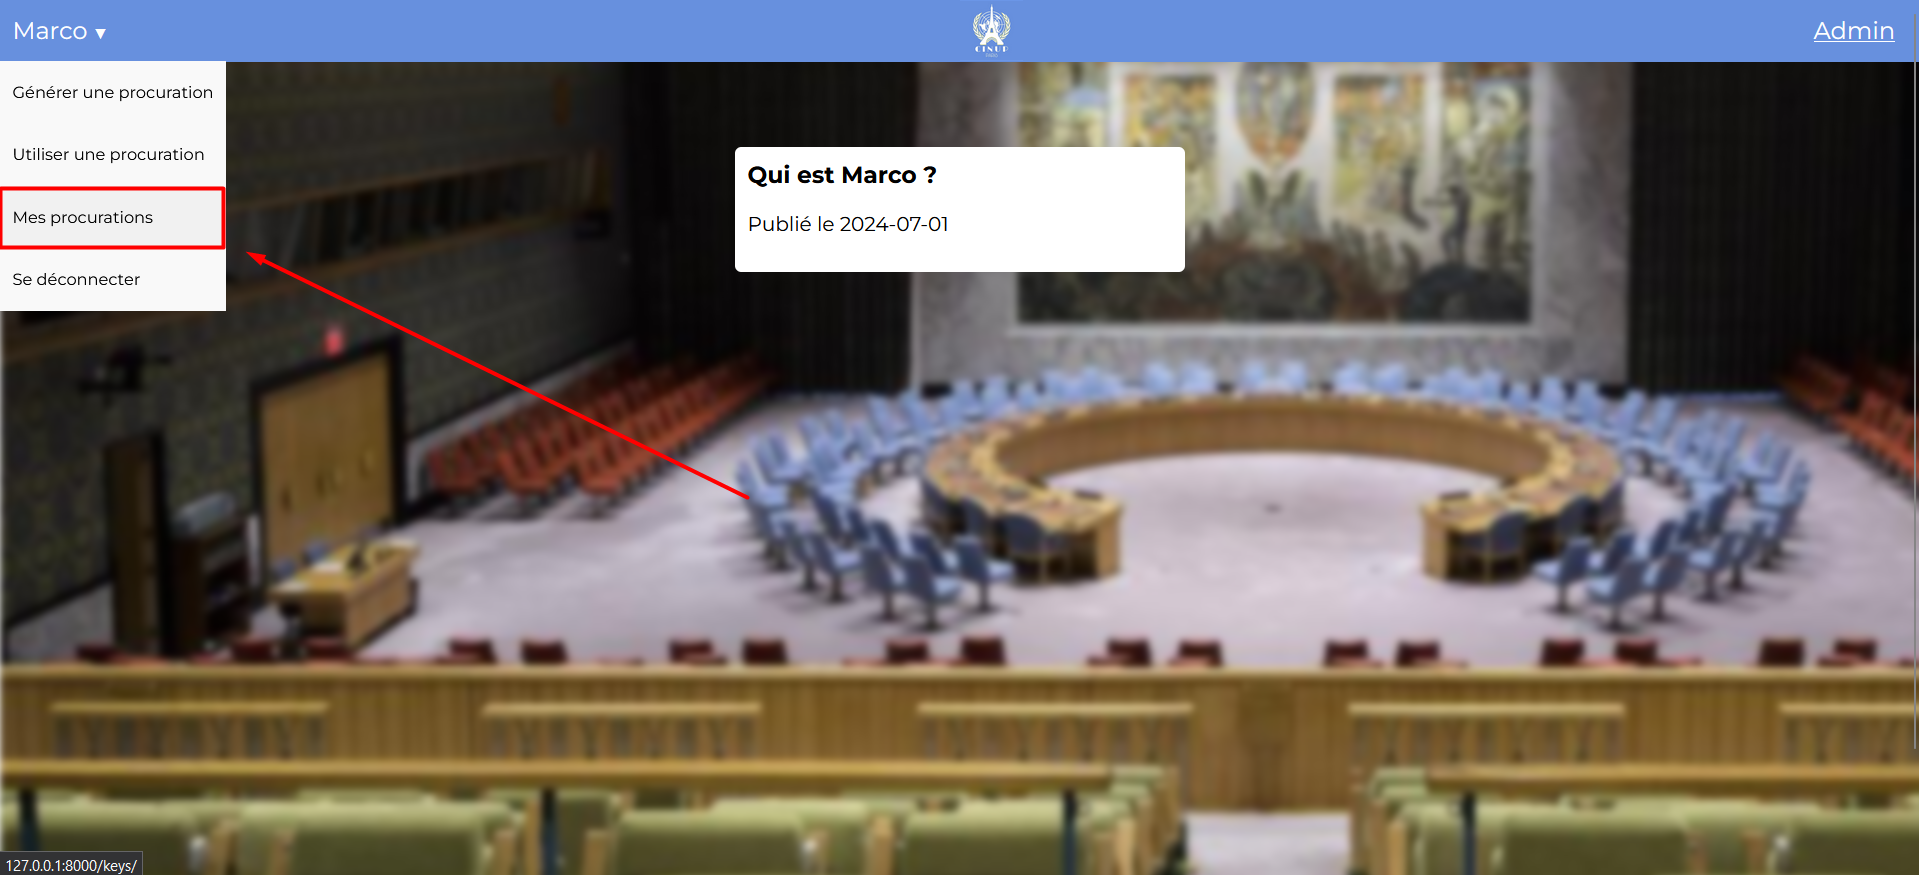 Marco ▾
CINUP
Admin
Générer une procuration
Utiliser une procuration
Mes procurations
Se déconnecter
Qui est Marco ?
Publié le 2024-07-01
127.0.0.1:8000/keys/